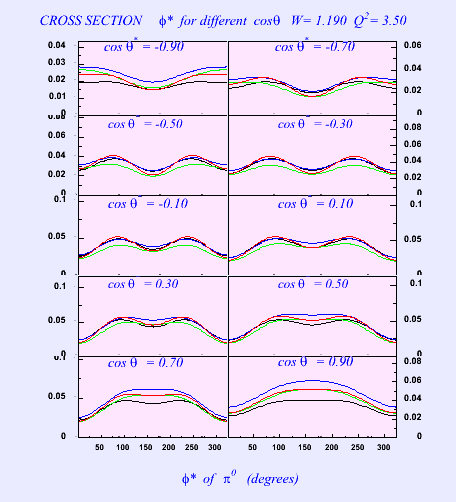 CROSS SECTION ϕ* for different cosθ W= 1.190 Q²= 3.50
cos θ* = -0.90 cos θ* = -0.70
0.04 0.03 0.02 0.01 0
0.06 0.04 0.02 0
cos θ = -0.50 cos θ = -0.30
0.06 0.04 0.02 0
0.08 0.06 0.04 0.02 0
cos θ = -0.10 cos θ = 0.10
0.1 0.05 0
0.1 0.05 0
cos θ = 0.30 cos θ = 0.50
0.1 0.05 0
0.1 0.05 0
cos θ = 0.70 cos θ = 0.90
0.1 0.05 0
0.08 0.06 0.04 0.02 0
50 100 150 200 250 300 50 100 150 200 250 300
ϕ* of π⁰ (degrees)